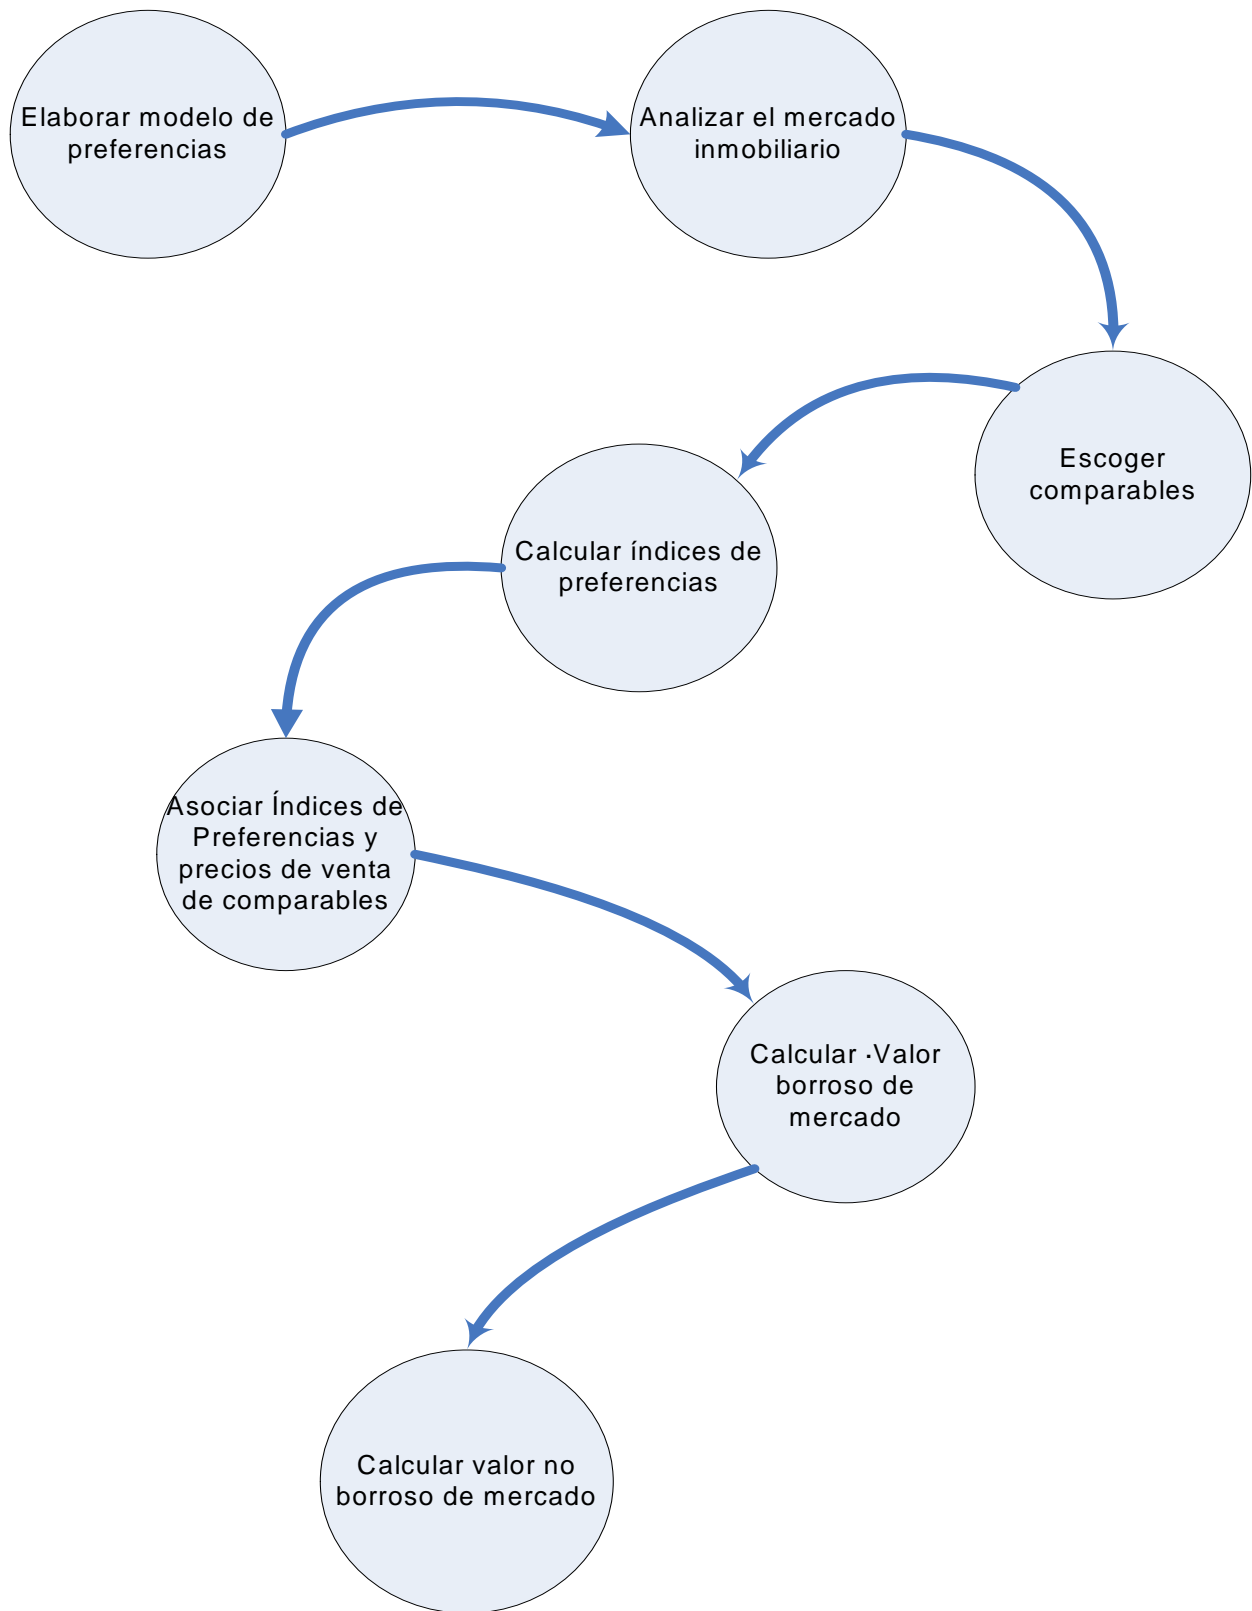 Elaborar modelo de
preferencias
Analizar el mercado
inmobiliario
Escoger
comparables
Calcular índices de
preferencias
Asociar Índices de
Preferencias y
precios de venta
de comparables
Calcular ·Valor
borroso de
mercado
Calcular valor no
borroso de mercado